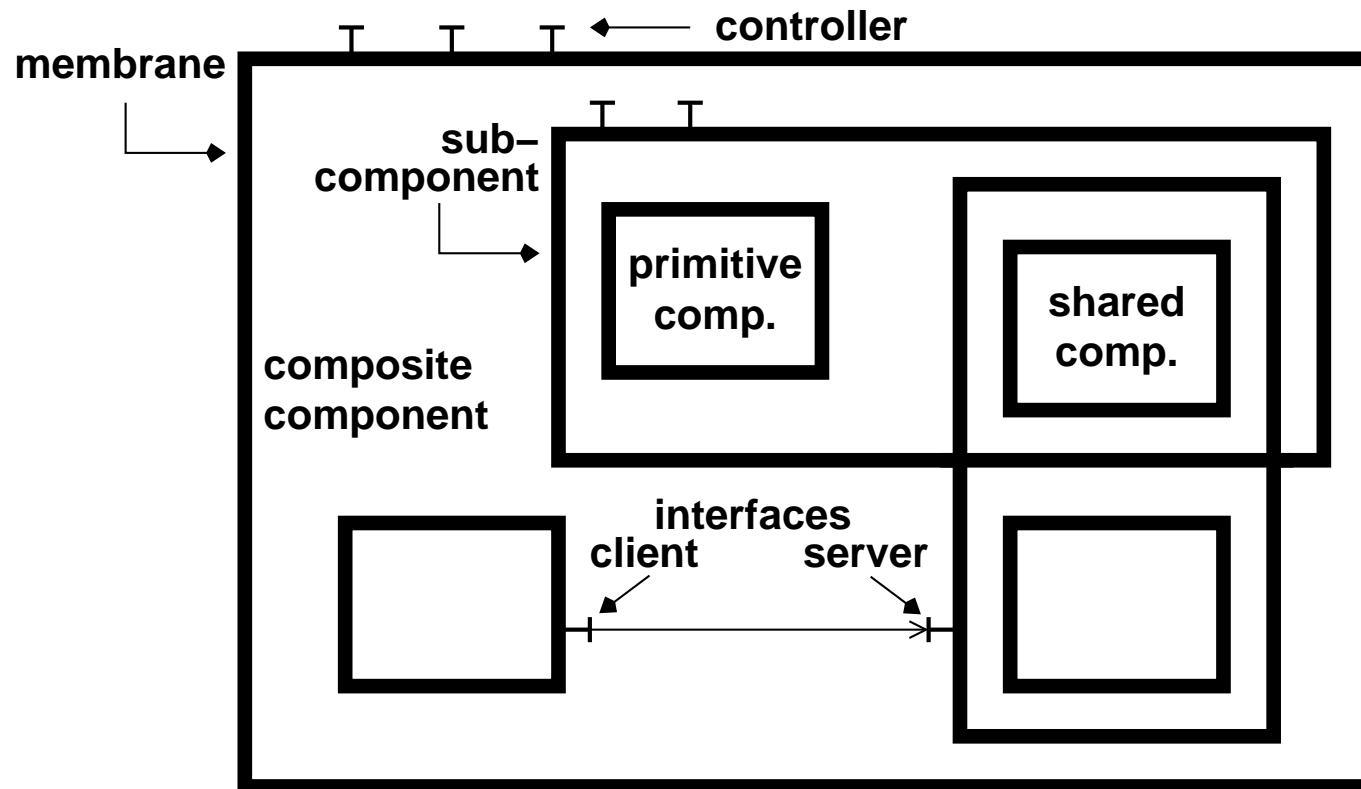 controller
membrane
sub–
component
primitive
comp.
shared
comp.
composite
component
interfaces
client
server